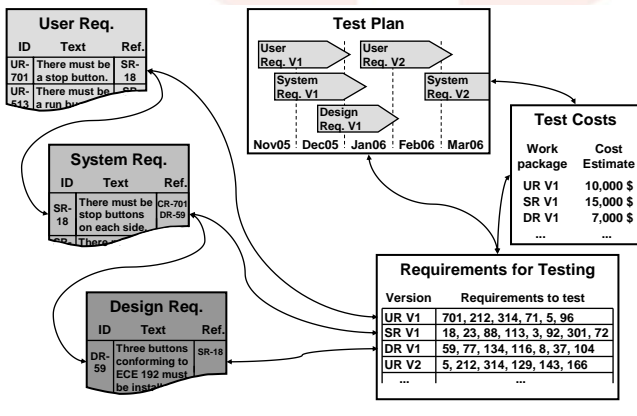 User Req.
ID Text Ref.
UR-701 There must be a stop button. SR-18
UR-513 There must be a run
System Req.
ID Text Ref.
SR-18 There must be stop buttons on each side. CR-701 DR-59
SR-
Design Req.
ID Text Ref.
DR-59 Three buttons conforming to ECE 192 must be SR-18
Test Plan
User Req. V1
User Req. V2
System Req. V1
System Req. V2
Design Req. V1
Nov05 Dec05 Jan06 Feb06 Mar06
Test Costs
Work package Cost Estimate
UR V1 10,000 $
SR V1 15,000 $
DR V1 7,000 $
... ...
Requirements for Testing
Version Requirements to test
UR V1 701, 212, 314, 71, 5, 96
SR V1 18, 23, 88, 113, 3, 92, 301, 72
DR V1 59, 77, 134, 116, 8, 37, 104
UR V2 5, 212, 314, 129, 143, 166
... ...